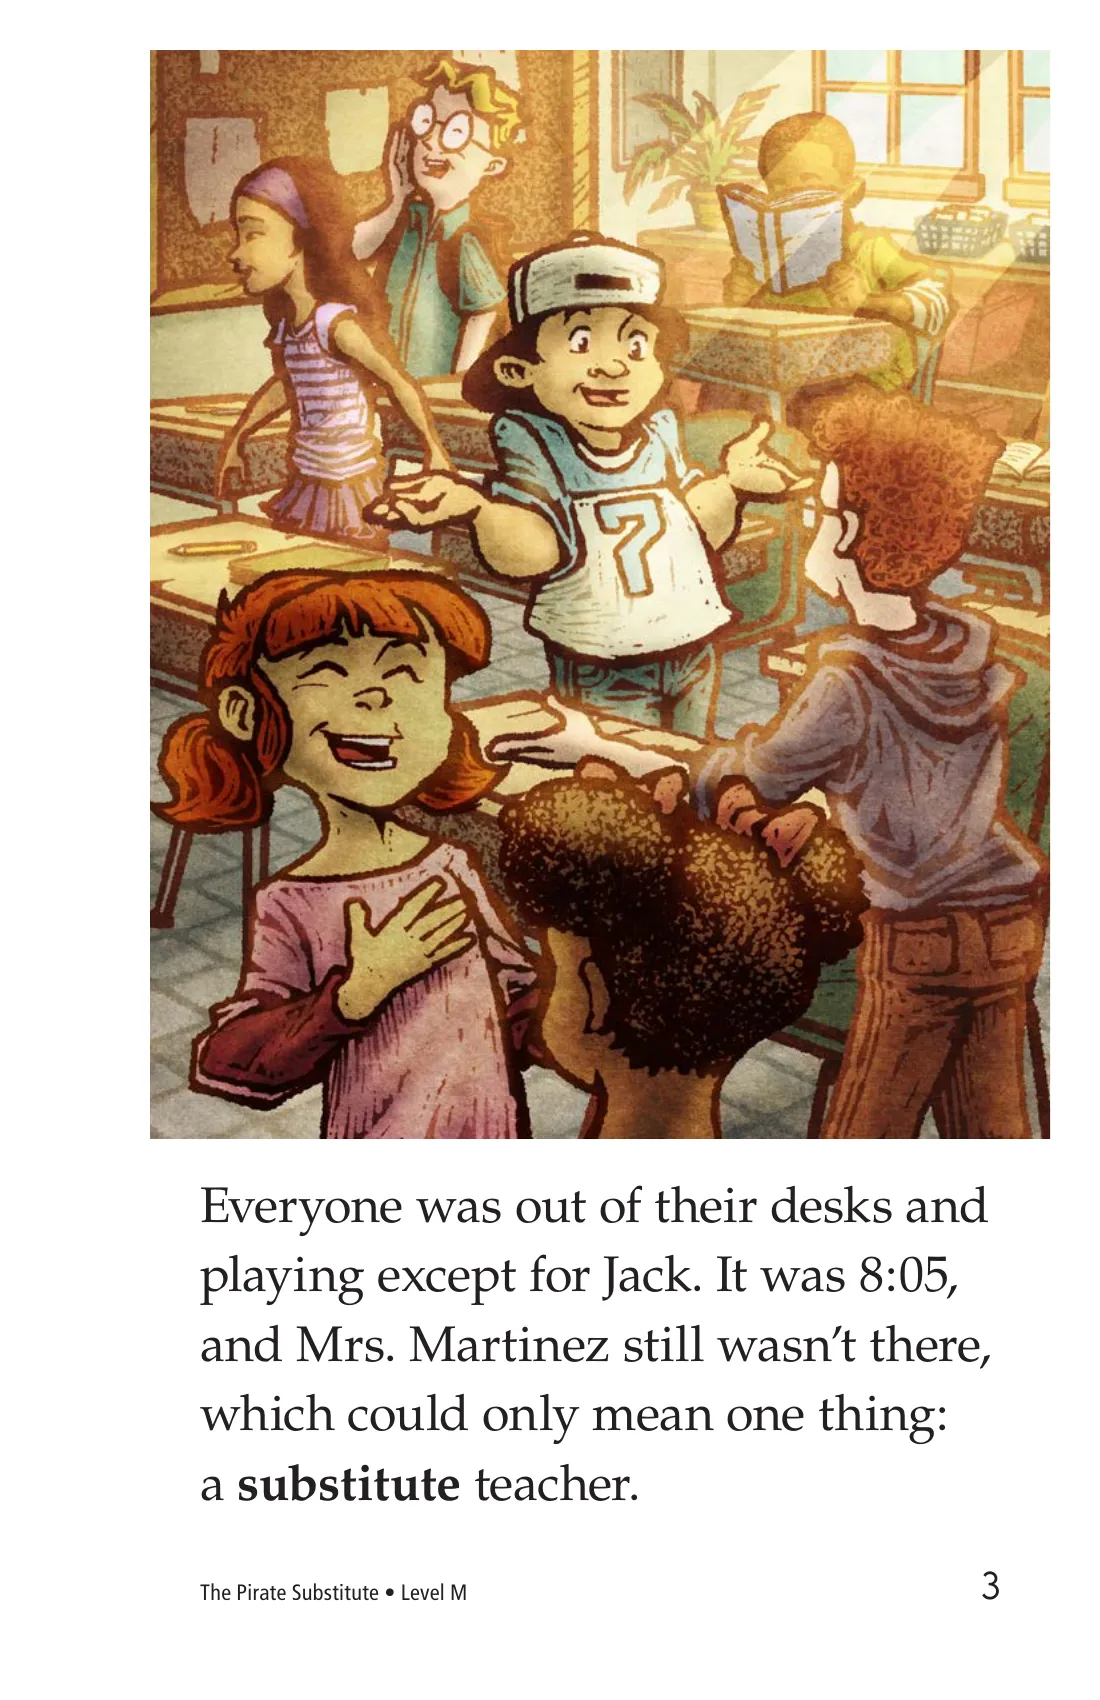 7
Everyone was out of their desks and
playing except for Jack. It was 8:05,
and Mrs. Martinez still wasn’t there,
which could only mean one thing:
a substitute teacher.
The Pirate Substitute • Level M
3